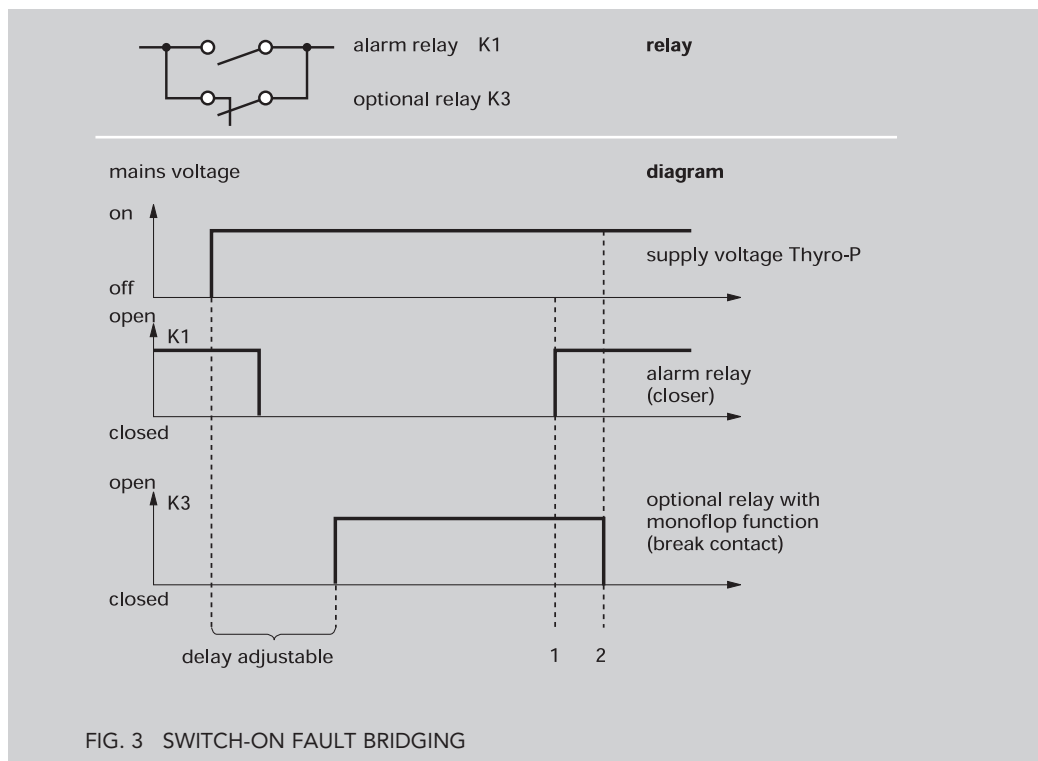 alarm relay K1
relay
optional relay K3
mains voltage
diagram
on
supply voltage Thyro-P
off
open
K1
alarm relay
(closer)
closed
open
K3
optional relay with
monoflop function
(break contact)
closed
delay adjustable
1
2
FIG. 3 SWITCH-ON FAULT BRIDGING